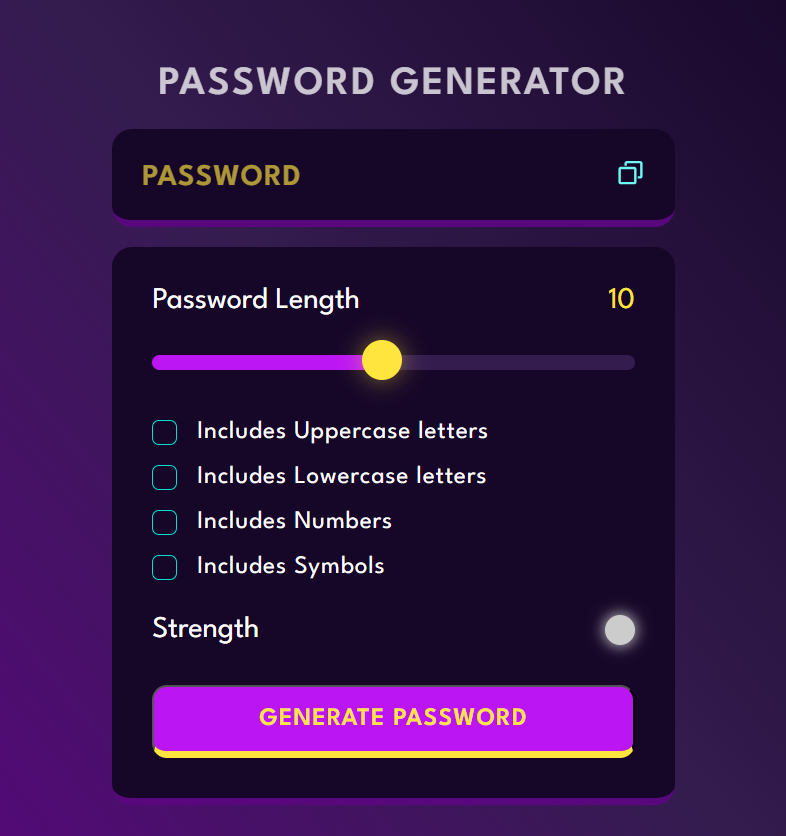 PASSWORD GENERATOR
PASSWORD
Password Length 10
Includes Uppercase letters
Includes Lowercase letters
Includes Numbers
Includes Symbols
Strength
GENERATE PASSWORD